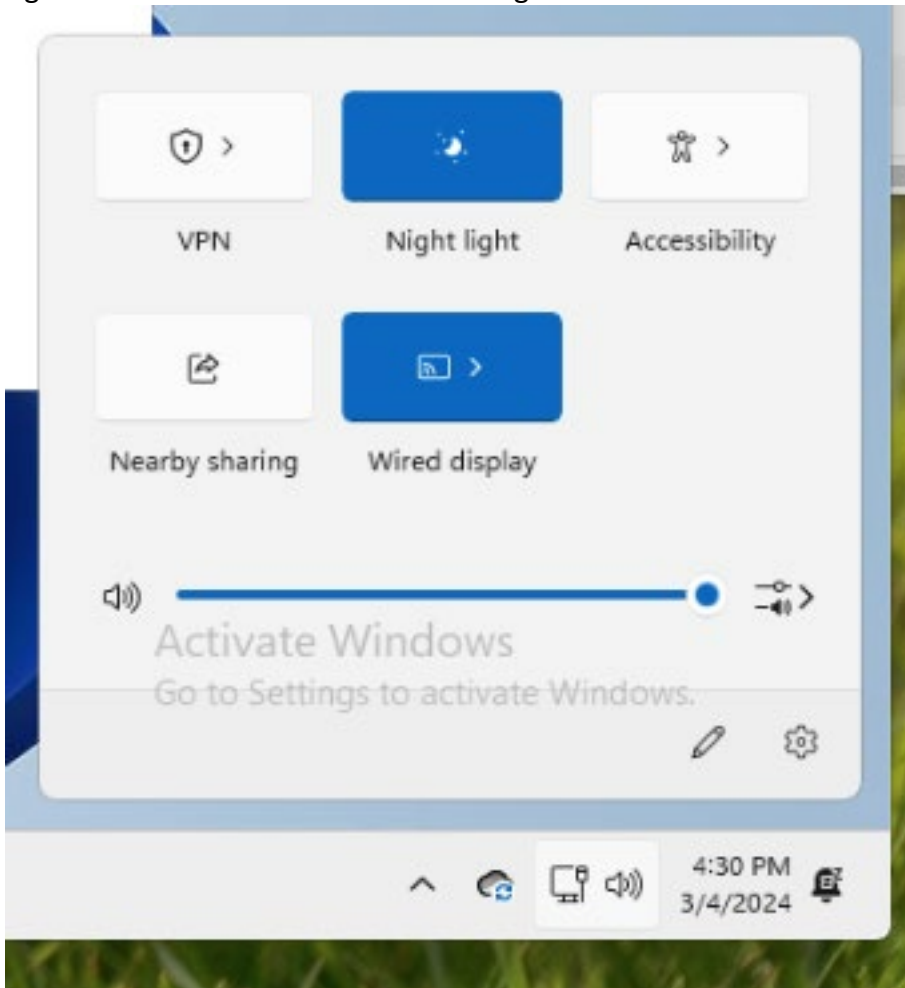 VPN
Night light
Accessibility
Nearby sharing
Wired display
Activate Windows
Go to Settings to activate Windows.
4:30 PM
3/4/2024